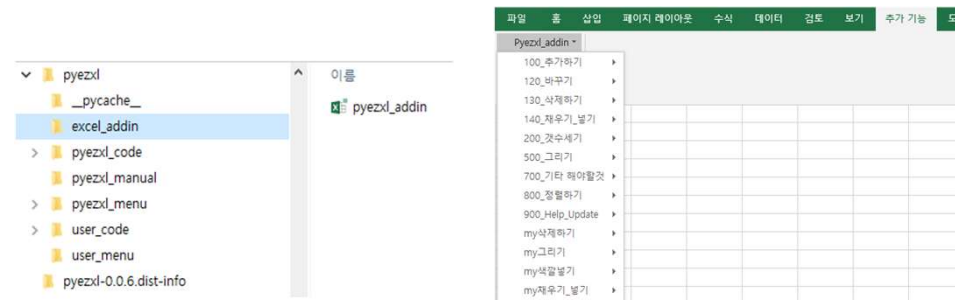 pyezxl
__pycache__
excel_addin
pyezxl_code
pyezxl_manual
pyezxl_menu
user_code
user_menu
pyezxl-0.0.6.dist-info
이름
pyezxl_addin
파일 홈 삽입 페이지 레이아웃 수식 데이터 검토 보기 추가 기능
Pyezxl_addin
100_추가하기
120_바꾸기
130_삭제하기
140_채우기_넣기
200_갯수세기
500_그리기
700_기타 해야할것
800_정렬하기
900_Help_Update
my삭제하기
my그리기
my색깔넣기
my채우기_넣기